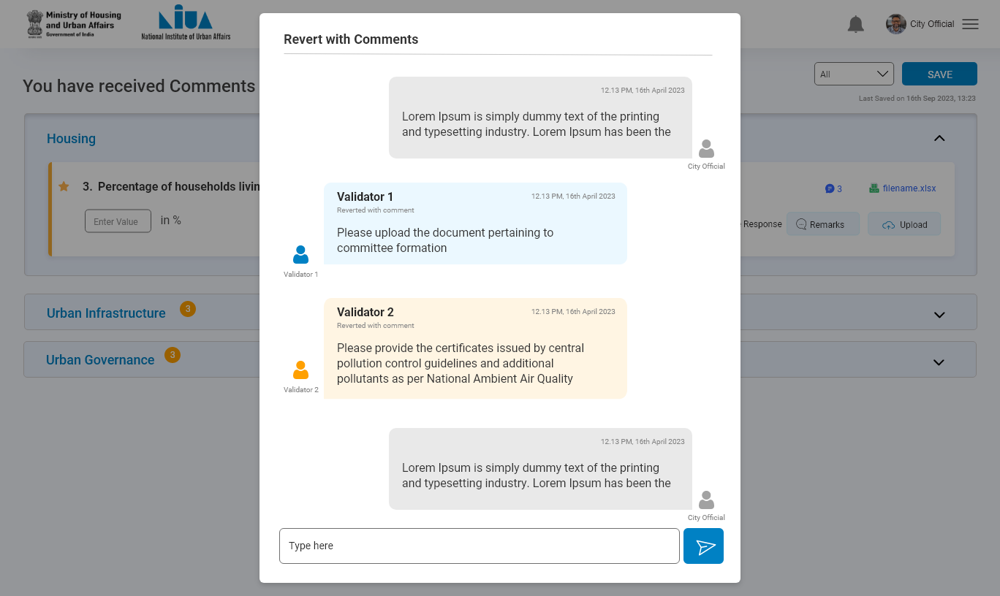 Ministry of Housing
and Urban Affairs
Government of India
NIUA
National Institute of Urban Affairs
City Official
You have received Comments
All
SAVE
Last Saved on 16th Sep 2023, 13:23
Housing
3. Percentage of households livin
3
filename.xlsx
Enter Value
in %
Response
Remarks
Upload
Urban Infrastructure
3
Urban Governance
3
Revert with Comments
12.13 PM, 16th April 2023
Lorem Ipsum is simply dummy text of the printing
and typesetting industry. Lorem Ipsum has been the
City Official
Validator 1
12.13 PM, 16th April 2023
Reverted with comment
Please upload the document pertaining to
committee formation
Validator 1
Validator 2
12.13 PM, 16th April 2023
Reverted with comment
Please provide the certificates issued by central
pollution control guidelines and additional
pollutants as per National Ambient Air Quality
Validator 2
12.13 PM, 16th April 2023
Lorem Ipsum is simply dummy text of the printing
and typesetting industry. Lorem Ipsum has been the
City Official
Type here